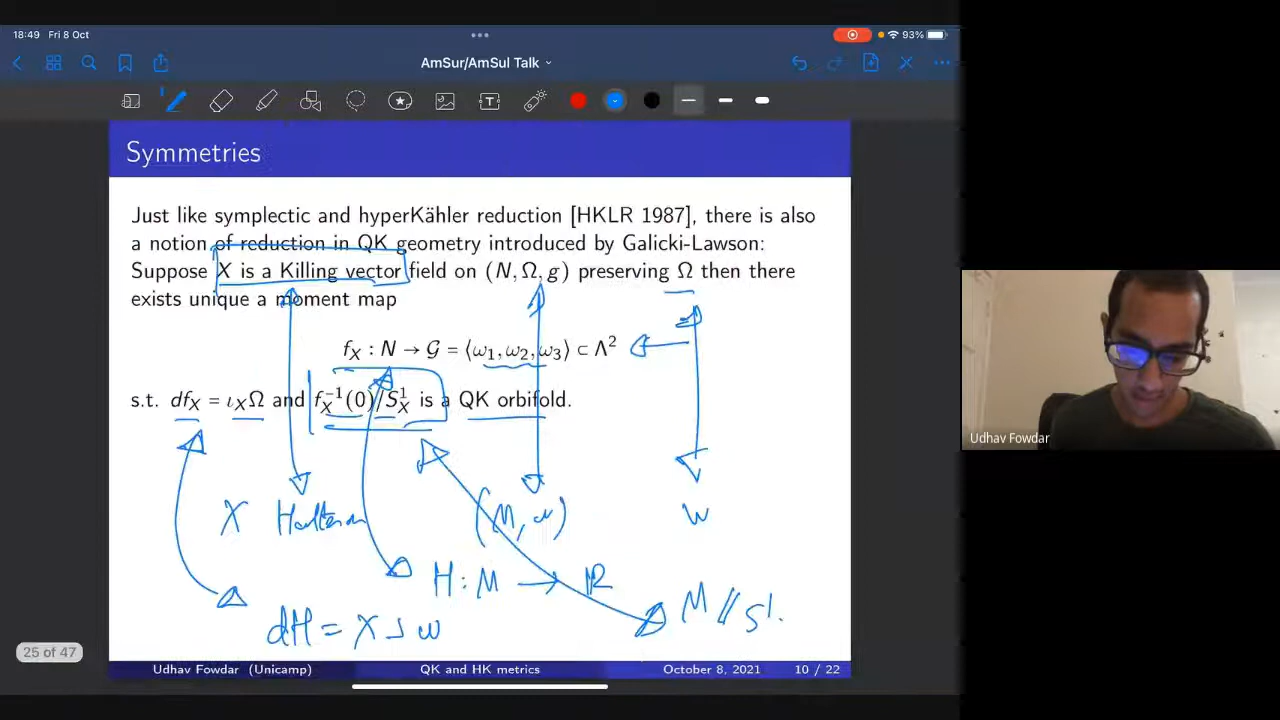 18:49 Fri 8 Oct
93%
AmSur/AmSul Talk
Symmetries
Just like symplectic and hyperKähler reduction [HKLR 1987], there is also
a notion of reduction in QK geometry introduced by Galicki-Lawson:
Suppose X is a Killing vector field on (N, Ω, g) preserving Ω then there
exists unique a moment map
f_X : N → 𝒢 = ⟨ω₁, ω₂, ω₃⟩ ⊂ Λ²
s.t. df_X = ι_XΩ and f_X⁻¹(0)/S¹_X is a QK orbifold.
X (M, ω) ω
H : M → ℝ
dH = X ⌟ ω M // S¹.
25 of 47
Udhav Fowdar (Unicamp) QK and HK metrics October 8, 2021 10 / 22
Udhav Fowdar